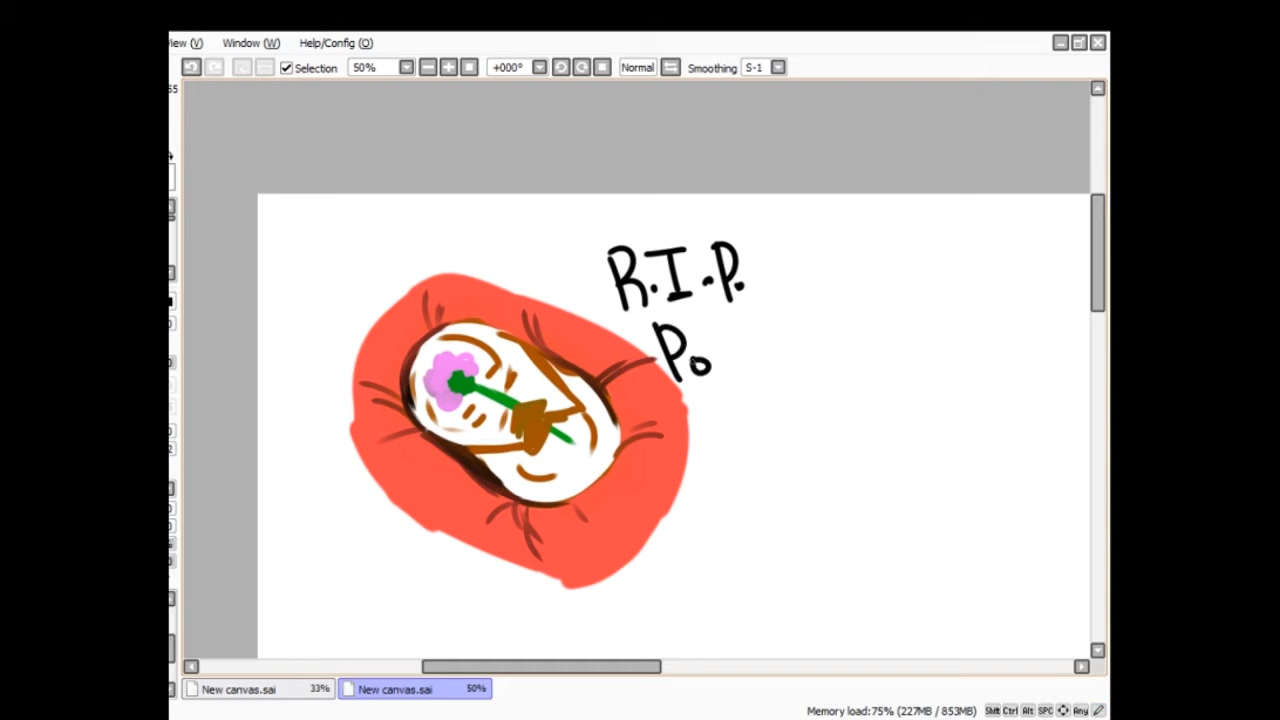 iew (V) Window (W) Help/Config (O)
Selection 50% +000° Normal Smoothing S-1
55
R.I.P.
Po
New canvas.sai 33% New canvas.sai 50%
Memory load: 75% (227MB / 853MB) Shift Ctrl Alt SPC Any